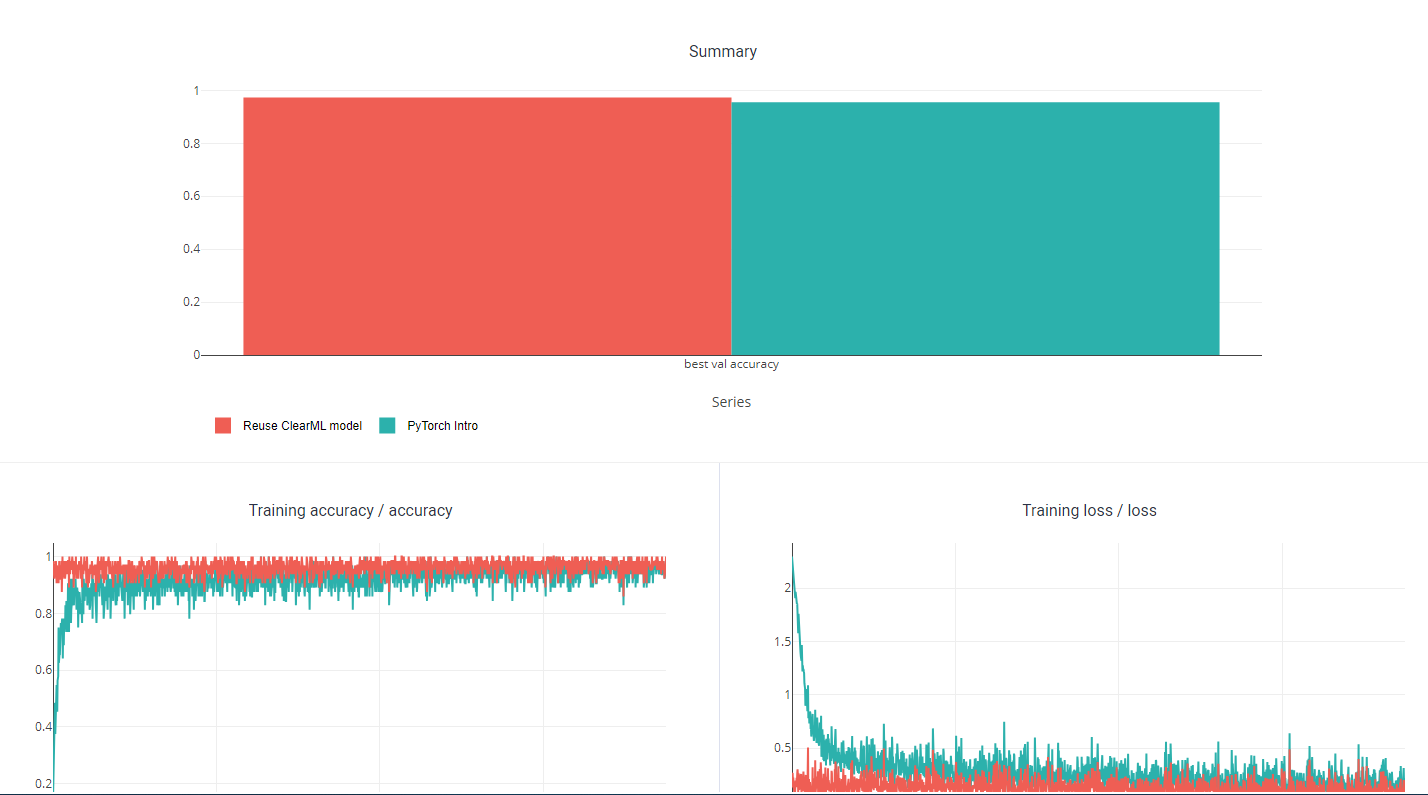 Summary
1
0.8
0.6
0.4
0.2
0
best val accuracy
Series
Reuse ClearML model PyTorch Intro
Training accuracy / accuracy
1
0.8
0.6
0.4
0.2
Training loss / loss
2
1.5
1
0.5